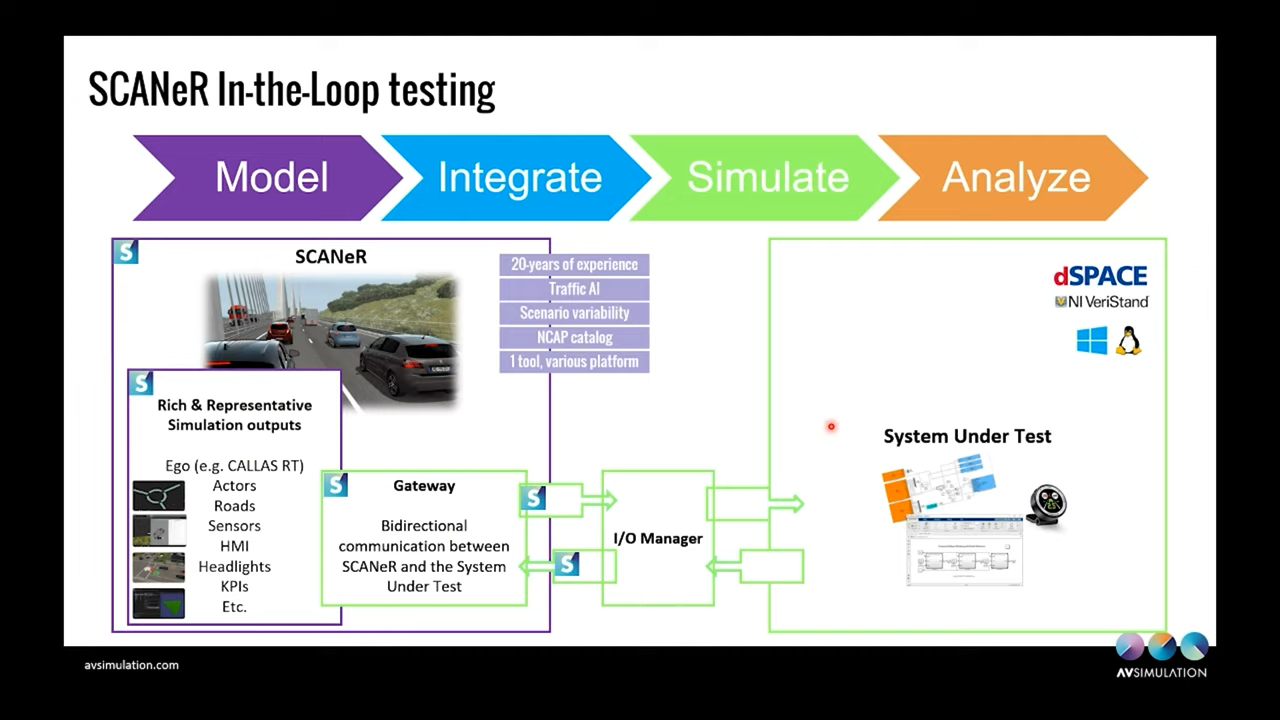 SCANeR In-the-Loop testing
Model
Integrate
Simulate
Analyze
S
SCANeR
20-years of experience
Traffic AI
Scenario variability
NCAP catalog
1 tool, various platform
dSPACE
NI VeriStand
S
Rich & Representative
Simulation outputs
Ego (e.g. CALLAS RT)
Actors
Roads
Sensors
HMI
Headlights
KPIs
Etc.
S
Gateway
Bidirectional
communication between
SCANeR and the System
Under Test
S
S
I/O Manager
System Under Test
avsimulation.com
AVSIMULATION